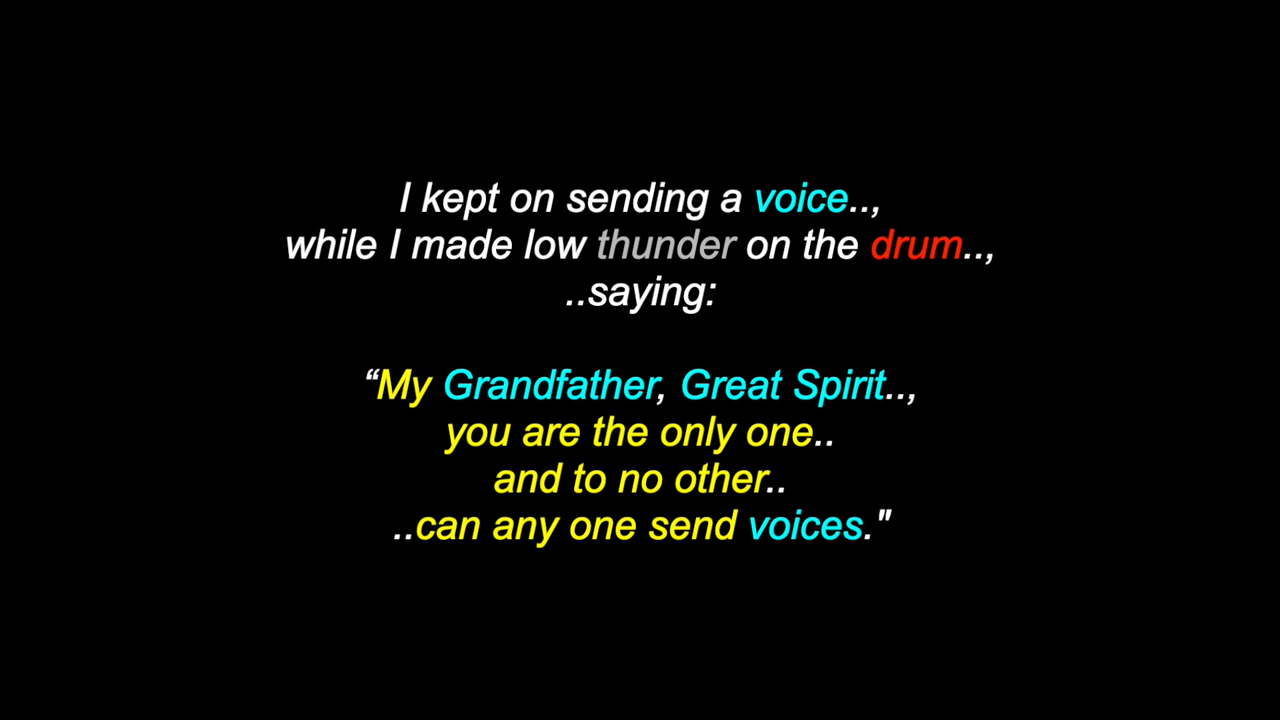 I kept on sending a voice..,
while I made low thunder on the drum..,
..saying:
“My Grandfather, Great Spirit..,
you are the only one..
and to no other..
..can any one send voices."